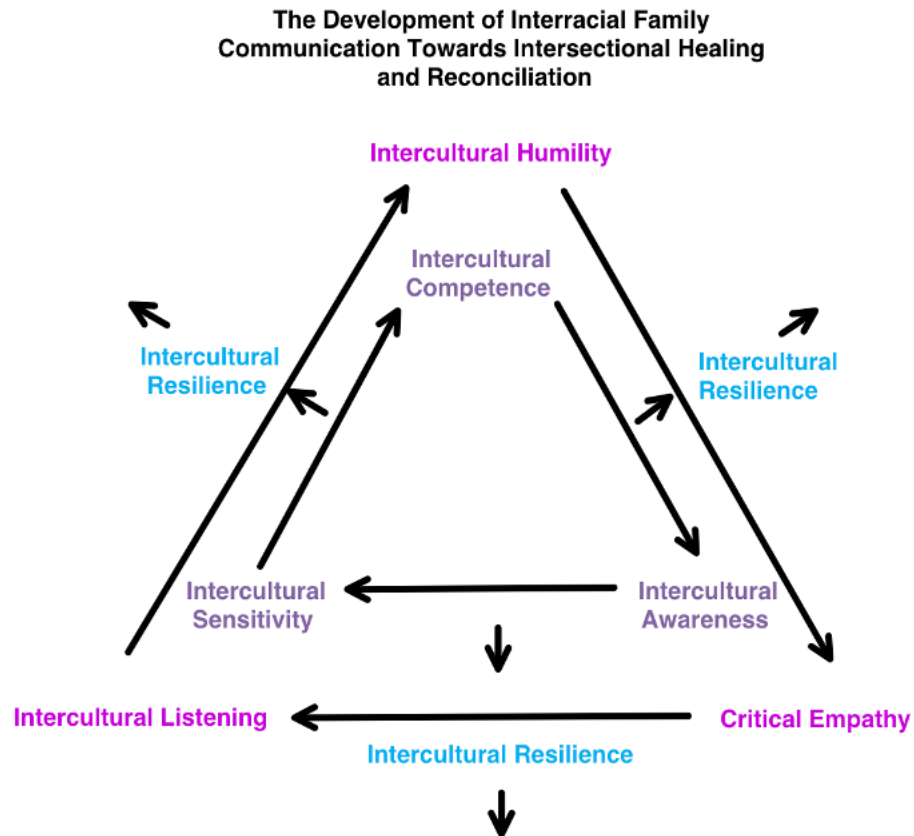 The Development of Interracial Family
Communication Towards Intersectional Healing
and Reconciliation
Intercultural Humility
Intercultural
Competence
Intercultural
Resilience
Intercultural
Resilience
Intercultural
Sensitivity
Intercultural
Awareness
Intercultural Listening
Critical Empathy
Intercultural Resilience